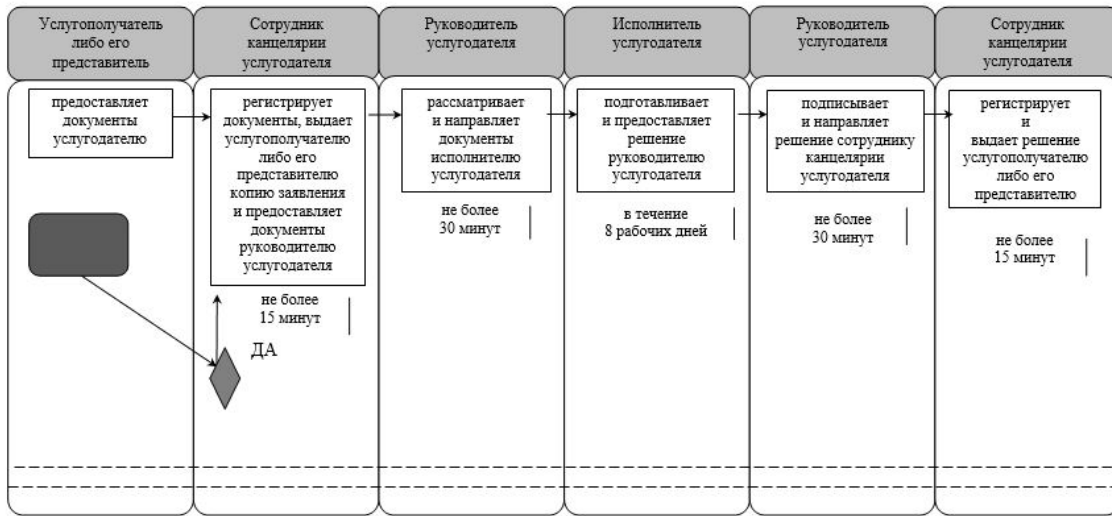 Услугополучатель
либо его
представитель
Сотрудник
канцелярии
услугодателя
Руководитель
услугодателя
Исполнитель
услугодателя
Руководитель
услугодателя
Сотрудник
канцелярии
услугодателя
предоставляет
документы
услугодателю
регистрирует
документы, выдает
услугополучателю
либо его
представителю
копию заявления
и предоставляет
документы
руководителю
услугодателя
не более
15 минут
ДА
рассматривает
и направляет
документы
исполнителю
услугодателя
не более
30 минут
подготавливает
и предоставляет
решение
руководителю
услугодателя
в течение
8 рабочих дней
подписывает
и направляет
решение сотруднику
канцелярии
услугодателя
не более
30 минут
регистрирует
и
выдает решение
услугополучателю
либо его
представителю
не более
15 минут